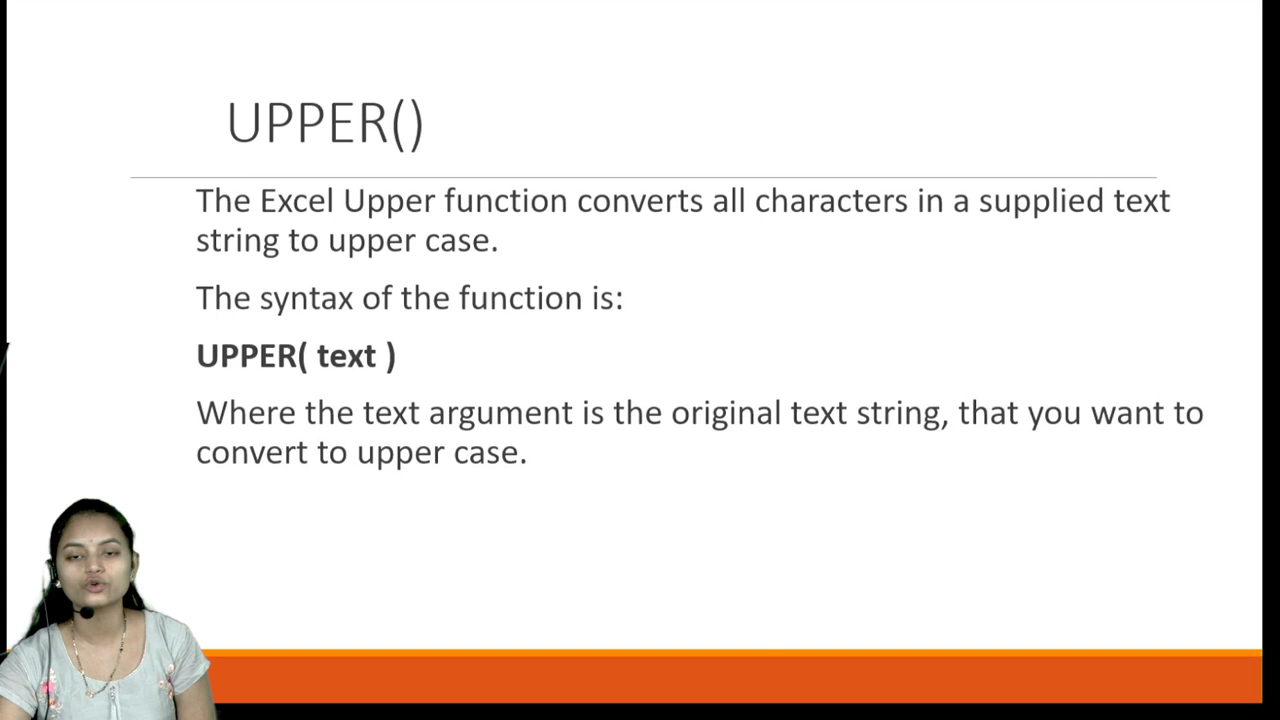 UPPER()
The Excel Upper function converts all characters in a supplied text
string to upper case.
The syntax of the function is:
UPPER( text )
Where the text argument is the original text string, that you want to
convert to upper case.